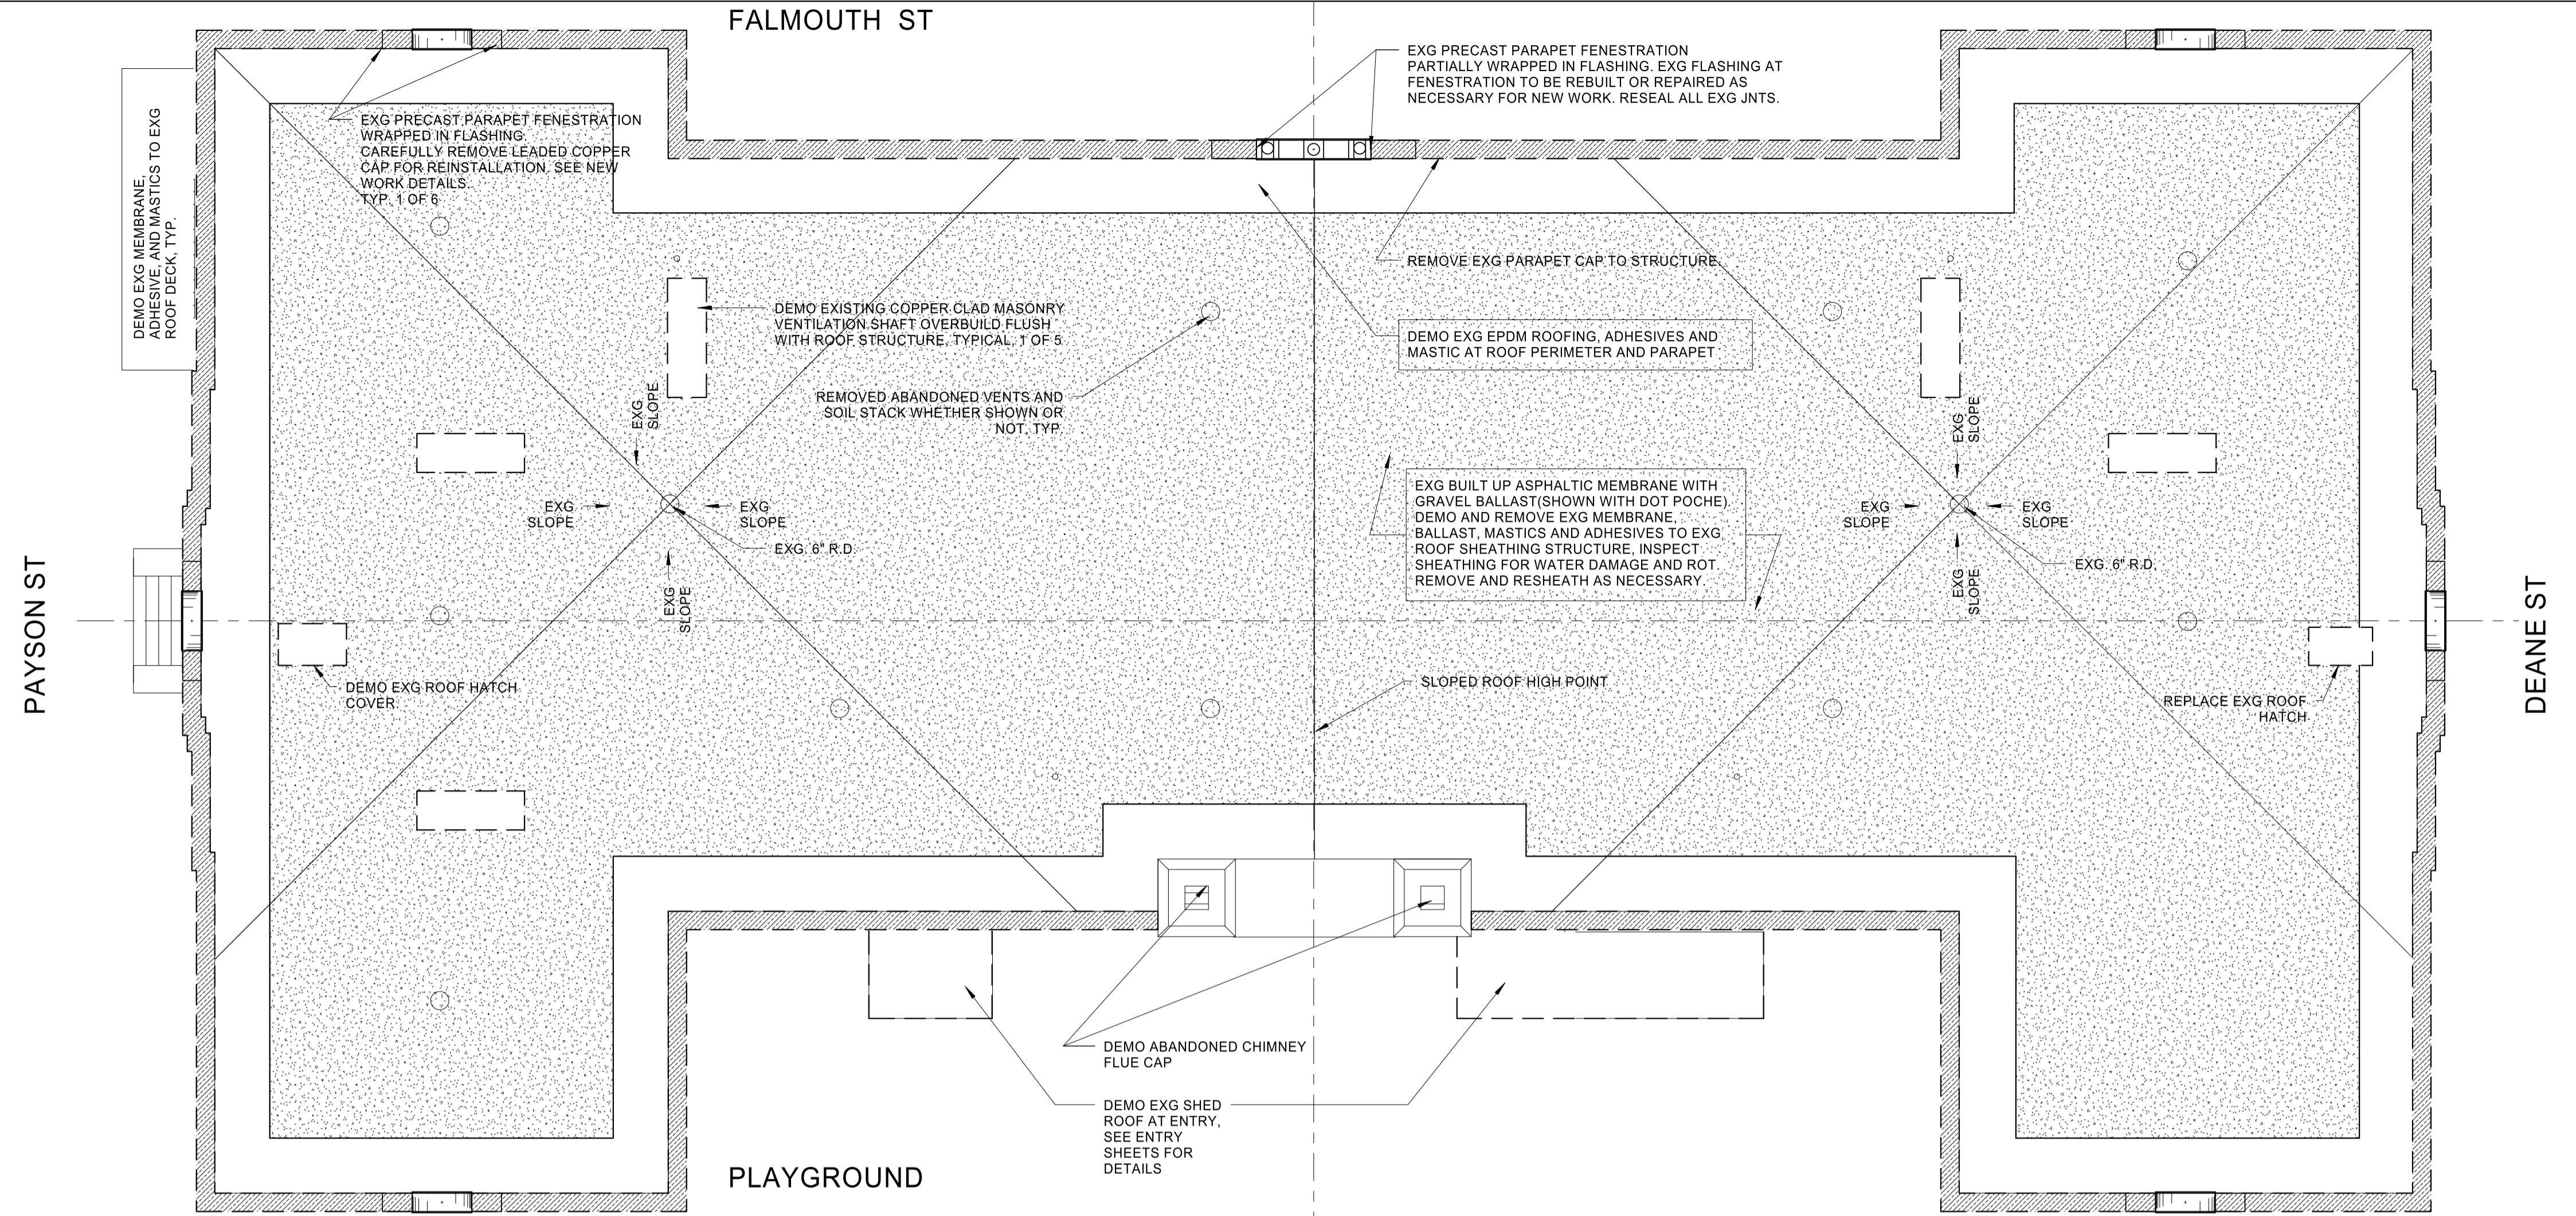 FALMOUTH ST
EXG PRECAST PARAPET FENESTRATION
PARTIALLY WRAPPED IN FLASHING. EXG FLASHING AT
FENESTRATION TO BE REBUILT OR REPAIRED AS
NECESSARY FOR NEW WORK. RESEAL ALL EXG JNTS.
DEMO EXG MEMBRANE,
ADHESIVE, AND MASTICS TO EXG
ROOF DECK, TYP.
EXG PRECAST PARAPET FENESTRATION
WRAPPED IN FLASHING.
CAREFULLY REMOVE LEADED COPPER
CAP FOR REINSTALLATION. SEE NEW
WORK DETAILS.
TYP. 1 OF 6
REMOVE EXG PARAPET CAP TO STRUCTURE.
DEMO EXISTING COPPER CLAD MASONRY
VENTILATION SHAFT OVERBUILD FLUSH
WITH ROOF STRUCTURE, TYPICAL, 1 OF 5
DEMO EXG EPDM ROOFING, ADHESIVES AND
MASTIC AT ROOF PERIMETER AND PARAPET
REMOVED ABANDONED VENTS AND
SOIL STACK WHETHER SHOWN OR
NOT, TYP.
EXG
SLOPE
EXG
SLOPE
EXG
SLOPE
EXG
SLOPE
EXG. 6" R.D.
EXG BUILT UP ASPHALTIC MEMBRANE WITH
GRAVEL BALLAST(SHOWN WITH DOT POCHE).
DEMO AND REMOVE EXG MEMBRANE,
BALLAST, MASTICS AND ADHESIVES TO EXG
ROOF SHEATHING STRUCTURE, INSPECT
SHEATHING FOR WATER DAMAGE AND ROT.
REMOVE AND RESHEATH AS NECESSARY
EXG
SLOPE
EXG
SLOPE
EXG
SLOPE
EXG
SLOPE
EXG. 6" R.D.
PAYSON ST
DEANE ST
DEMO EXG ROOF HATCH
COVER
SLOPED ROOF HIGH POINT
REPLACE EXG ROOF
HATCH
DEMO ABANDONED CHIMNEY
FLUE CAP
DEMO EXG SHED
ROOF AT ENTRY,
SEE ENTRY
SHEETS FOR
DETAILS
PLAYGROUND